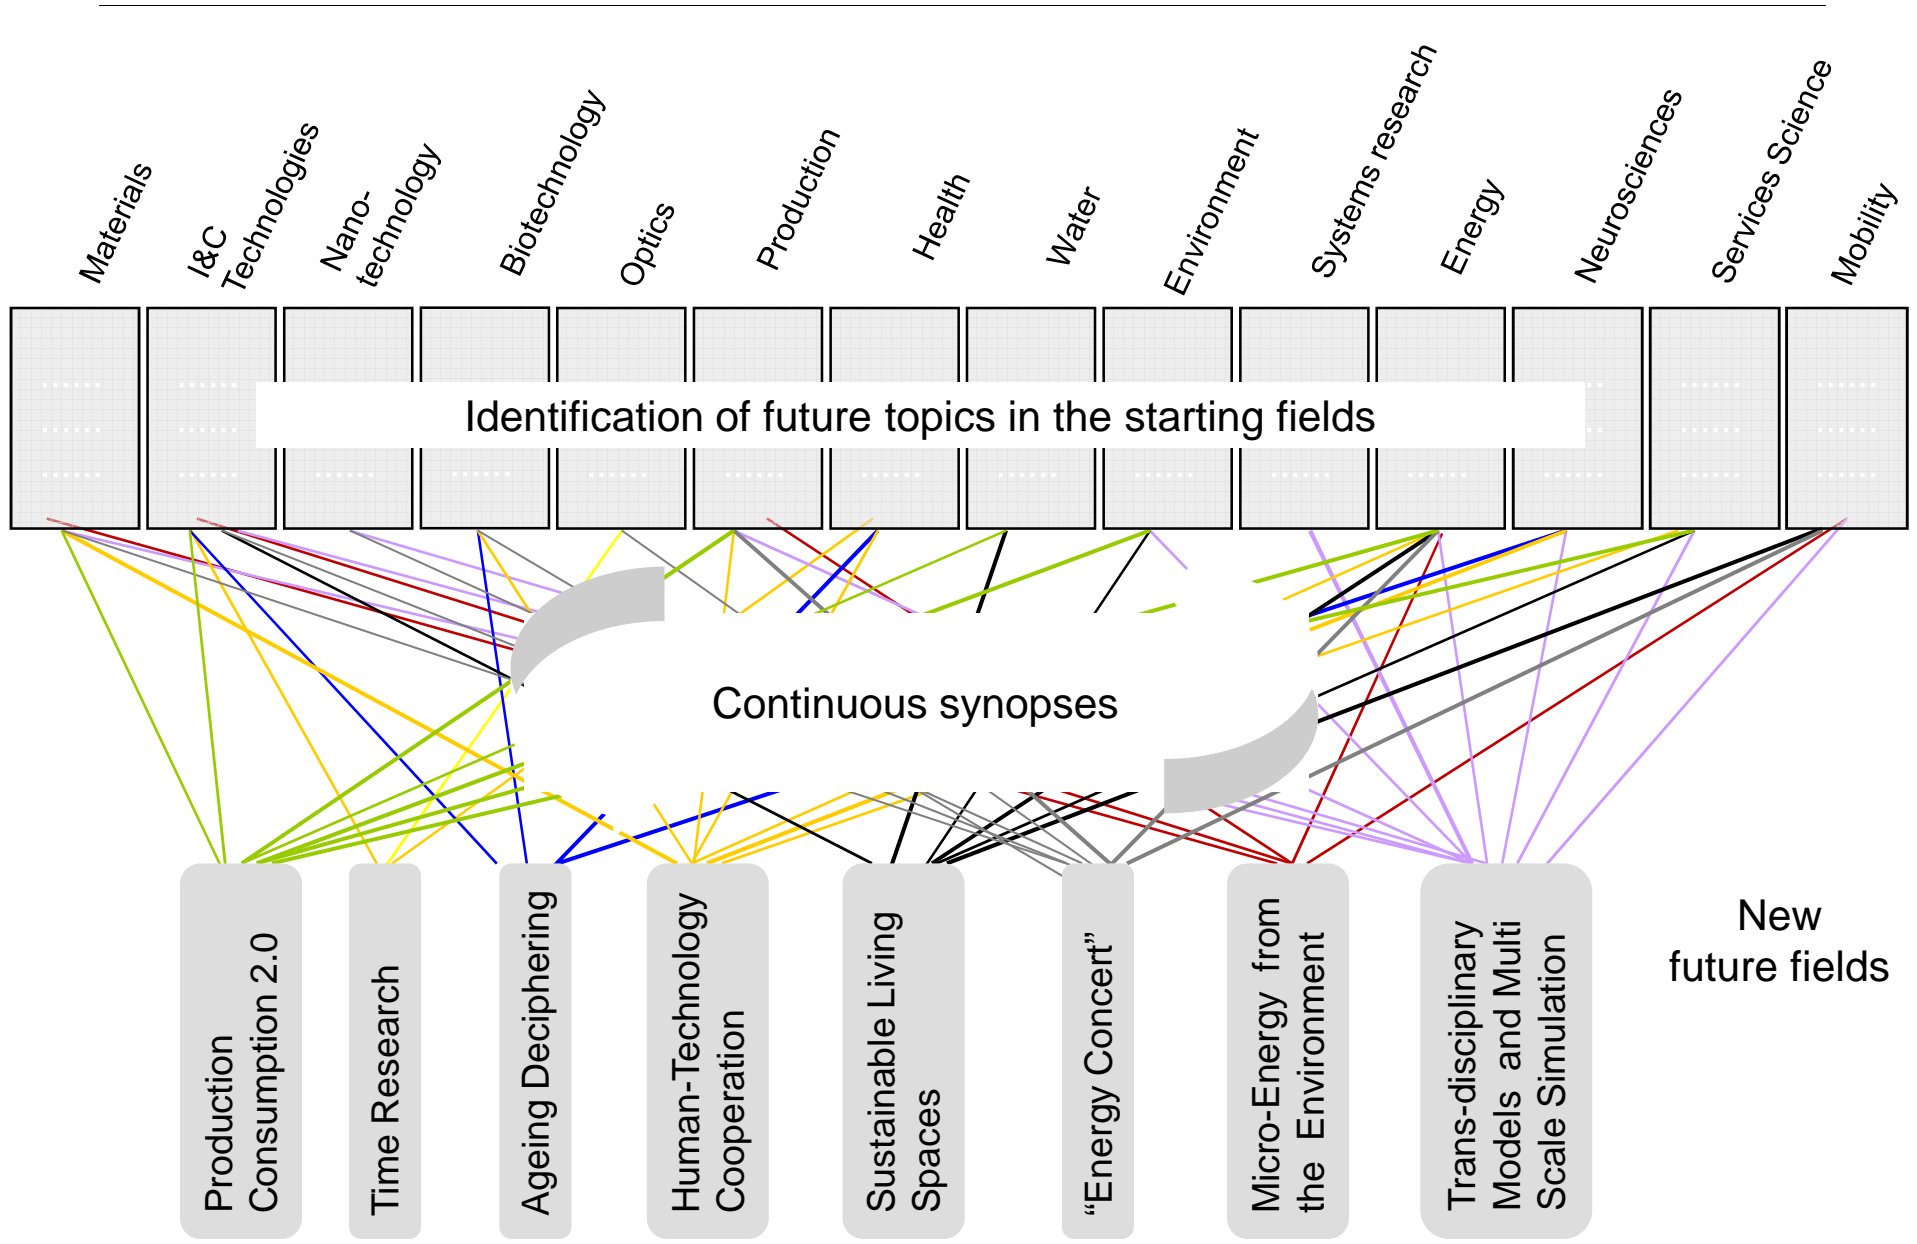 Materials
I&C
Technologies
Nano-
technology
Biotechnology
Optics
Production
Health
Water
Environment
Systems research
Energy
Neurosciences
Services Science
Mobility
Identification of future topics in the starting fields
Continuous synopses
Production
Consumption 2.0
Time Research
Ageing Deciphering
Human-Technology
Cooperation
Sustainable Living
Spaces
“Energy Concert”
Micro-Energy from
the Environment
Trans-disciplinary
Models and Multi
Scale Simulation
New
future fields